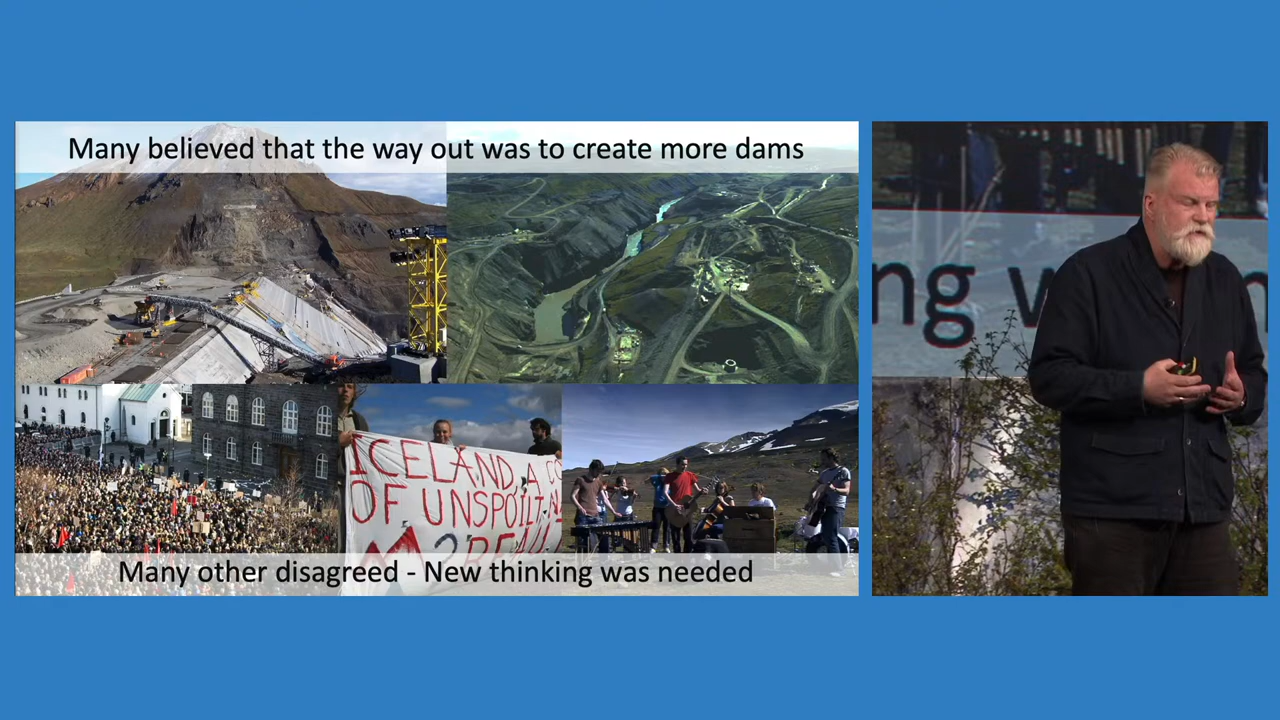 Many believed that the way out was to create more dams
ICELAND, A
OF UNSPOILT
Many other disagreed - New thinking was needed
ng w